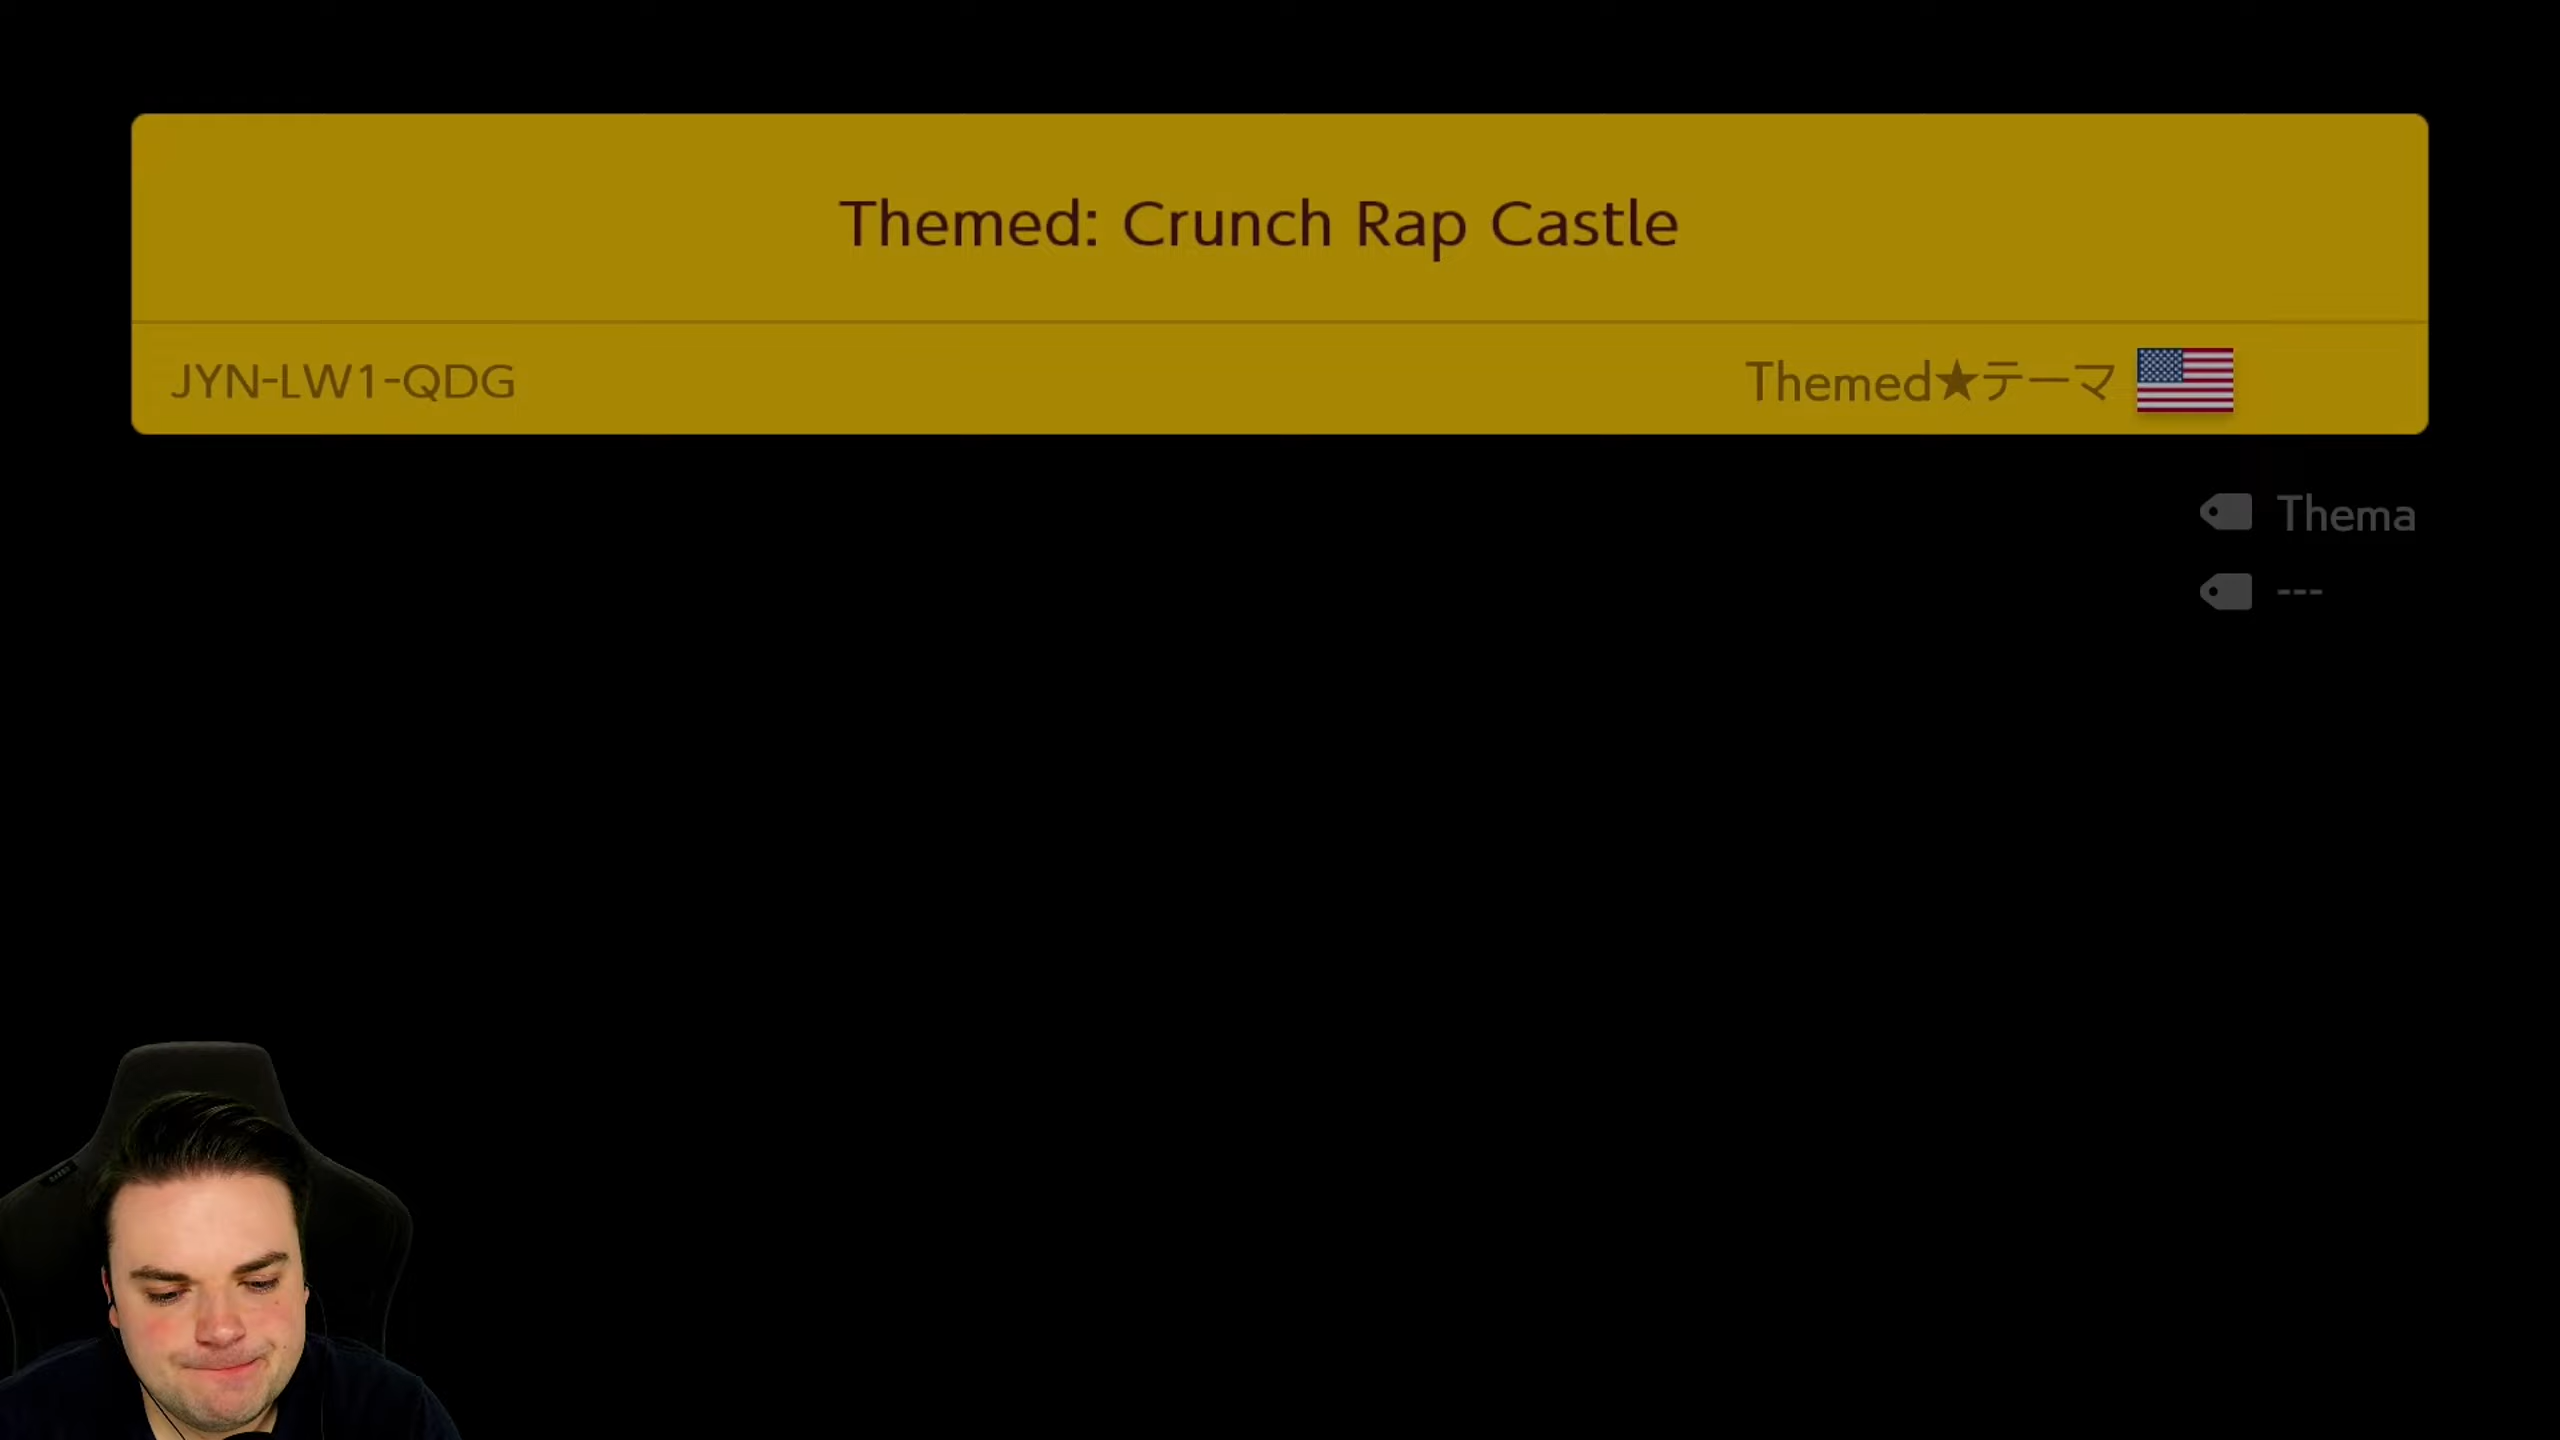 Themed: Crunch Rap Castle
JYN-LW1-QDG
Themed★テーマ
Thema
---